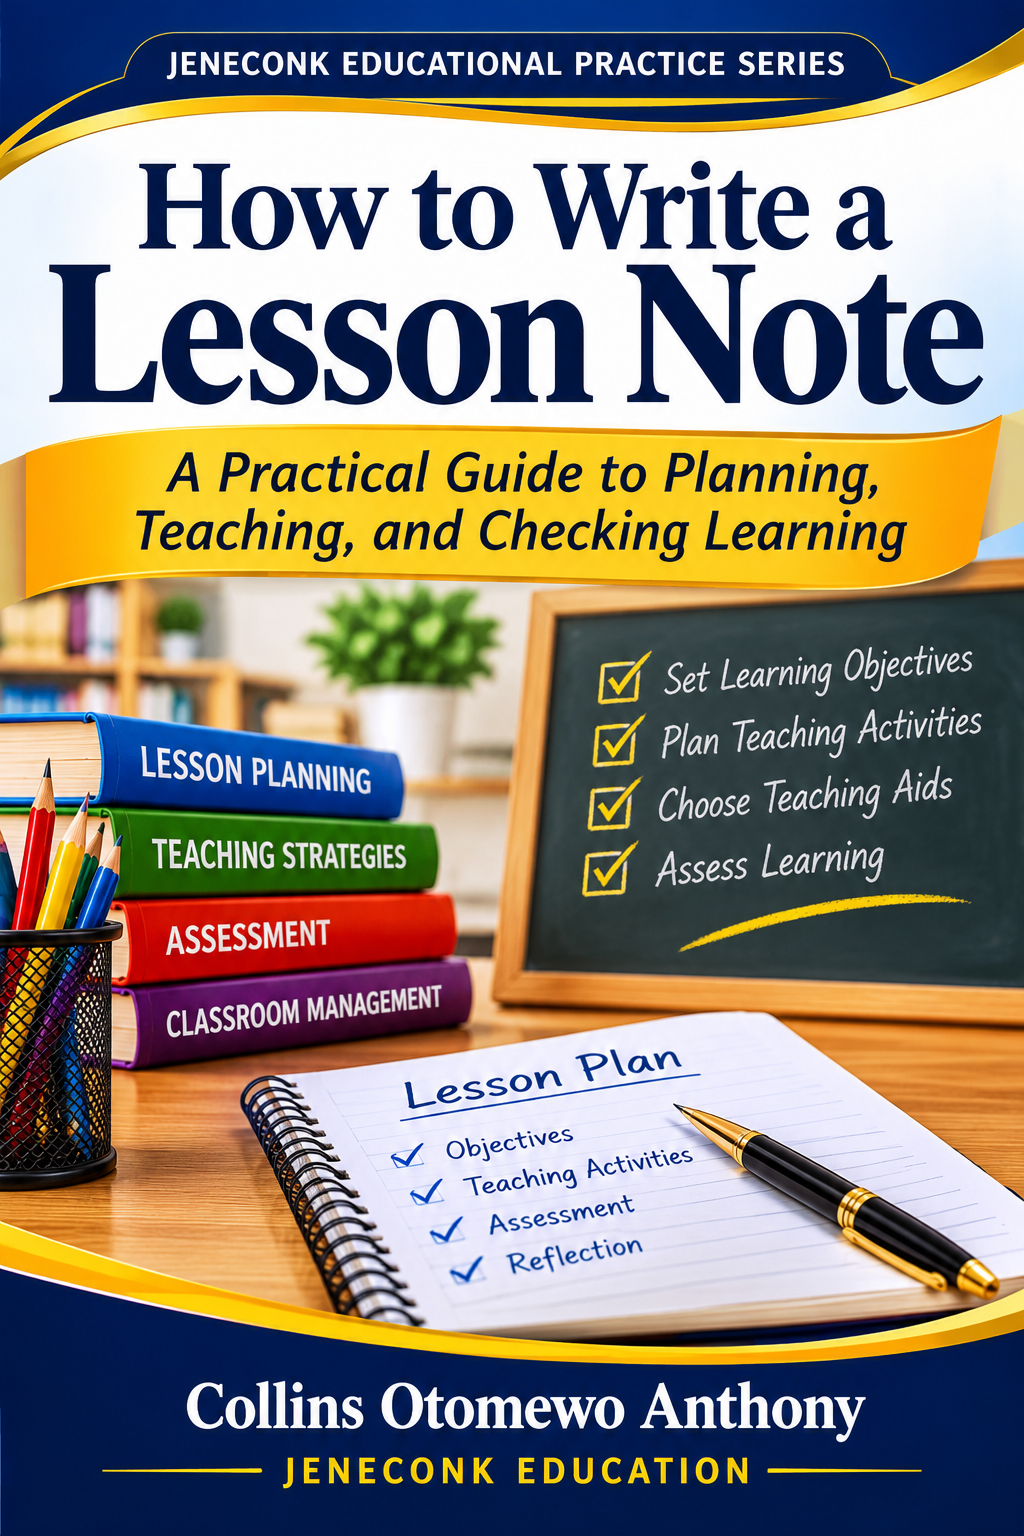 JENECONK EDUCATIONAL PRACTICE SERIES
How to Write a
Lesson Note
A Practical Guide to Planning,
Teaching, and Checking Learning
Set Learning Objectives
Plan Teaching Activities
Choose Teaching Aids
Assess Learning
LESSON PLANNING
TEACHING STRATEGIES
ASSESSMENT
CLASSROOM MANAGEMENT
Lesson Plan
Objectives
Teaching Activities
Assessment
Reflection
Collins Otomewo Anthony
JENECONK EDUCATION